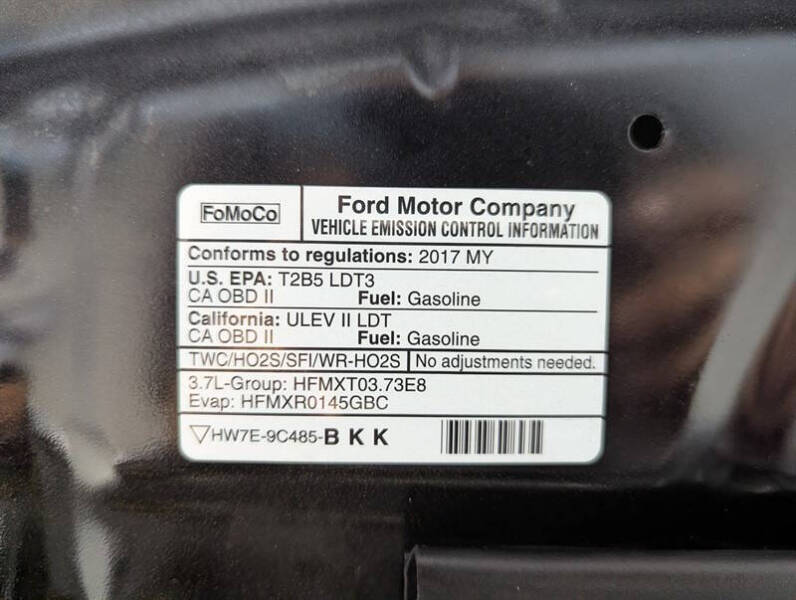 FoMoCo
Ford Motor Company
VEHICLE EMISSION CONTROL INFORMATION
Conforms to regulations: 2017 MY
U.S. EPA: T2B5 LDT3
CA OBD II Fuel: Gasoline
California: ULEV II LDT
CA OBD II Fuel: Gasoline
TWC/HO2S/SFI/WR-HO2S No adjustments needed.
3.7L-Group: HFMXT03.73E8
Evap: HFMXR0145GBC
HW7E-9C485-B K K